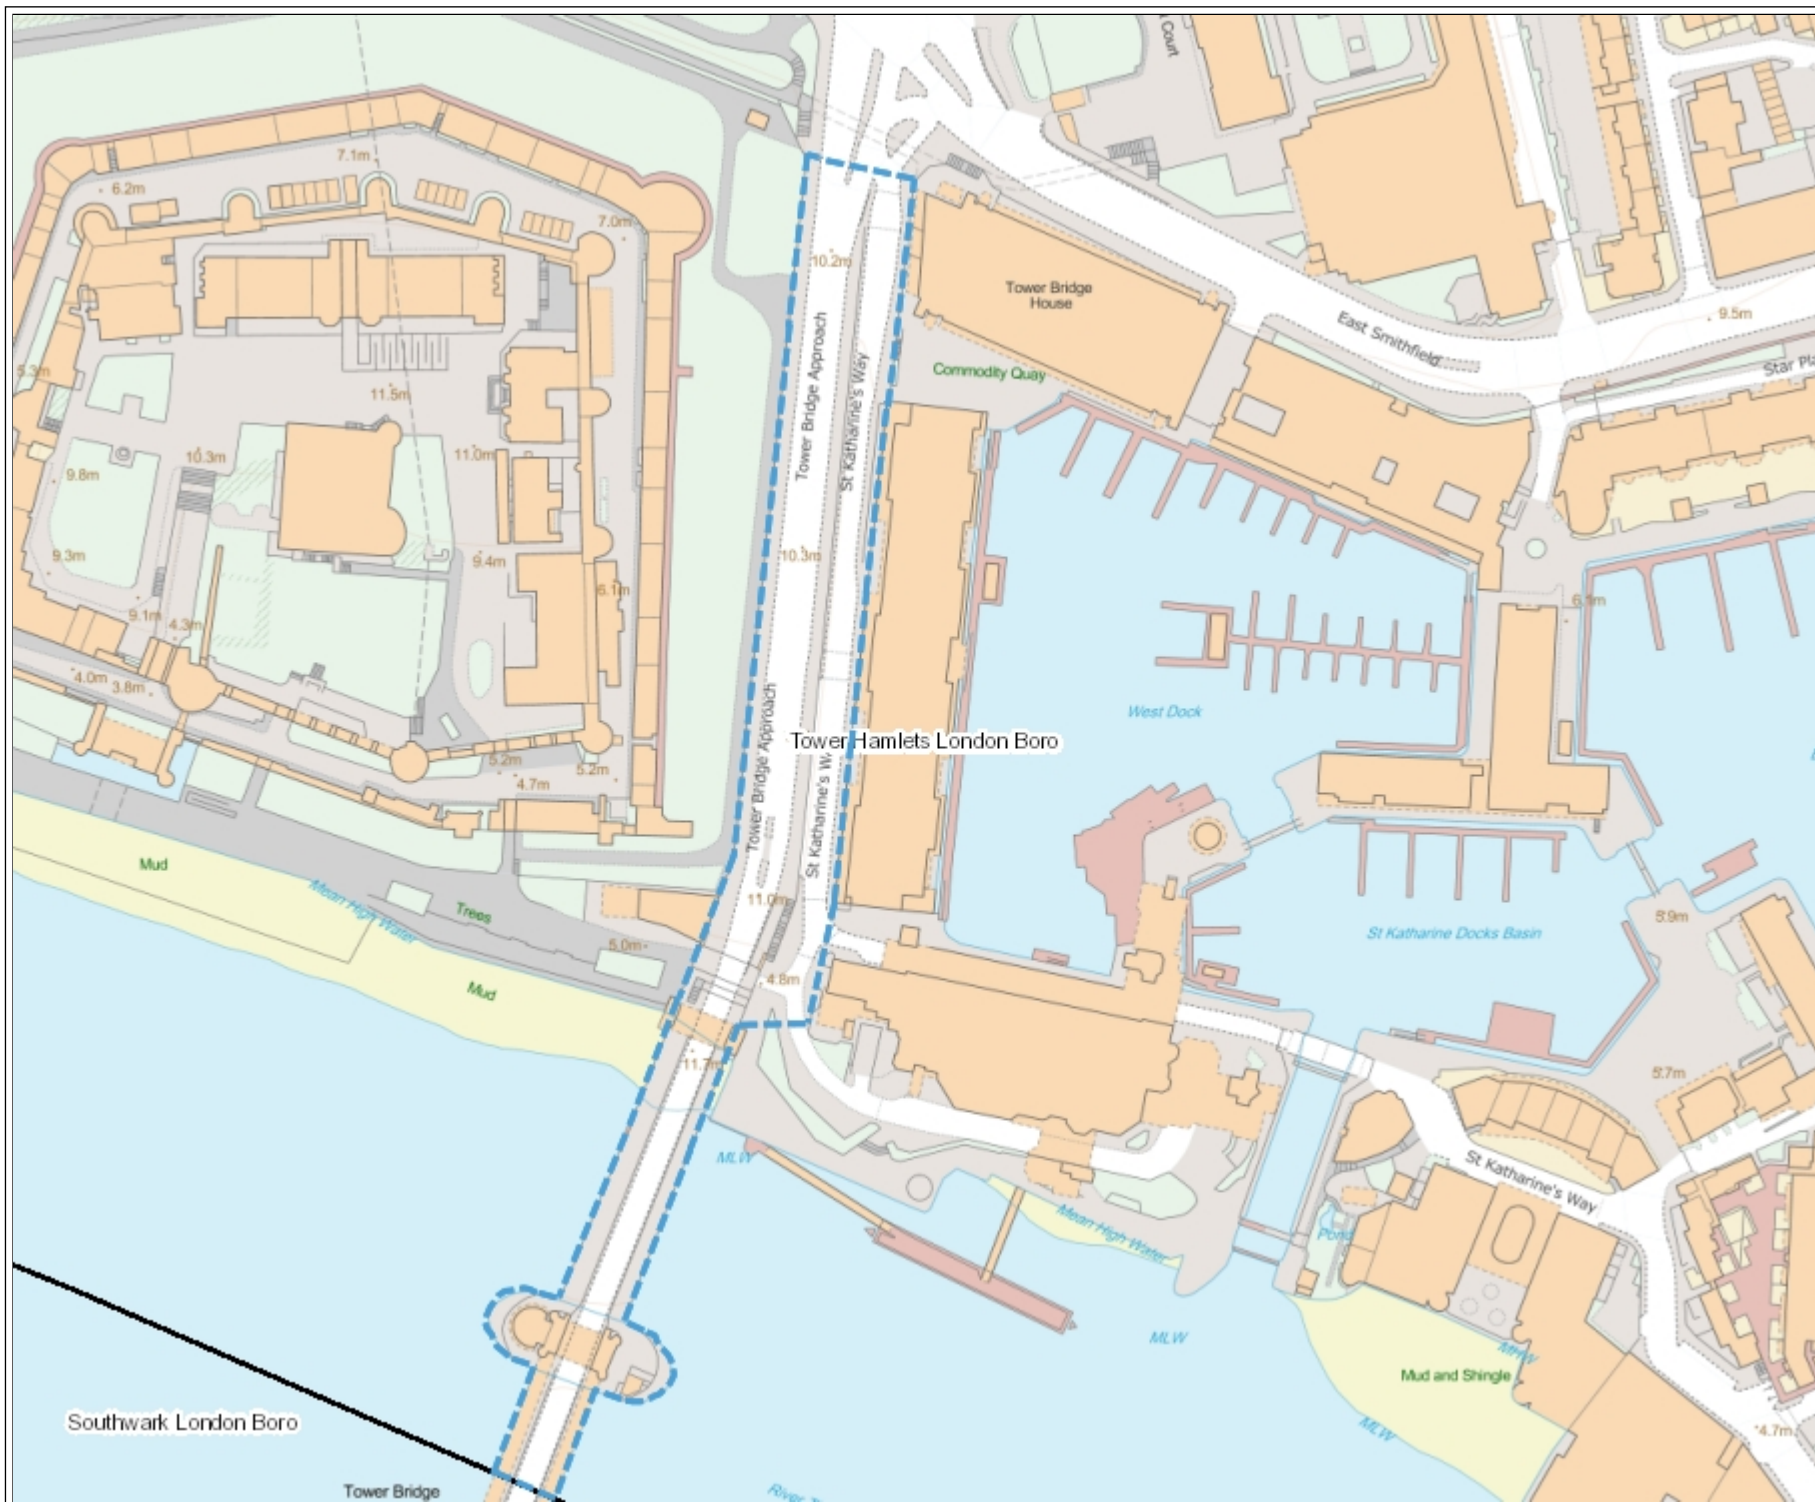 Court
7.1m
6.2m
7.0m
10.2m
Tower Bridge
House
East Smithfield
9.5m
Star Pla
5.3m
Tower Bridge Approach
St Katharine's Way
Commodity Quay
11.5m
10.3m
11.0m
9.8m
9.3m
10.3m
9.4m
6.1m
9.1m
4.3m
6.1m
4.0m
3.8m
West Dock
Tower Bridge Approach
Tower Hamlets London Boro
St Katharine's W
5.2m
5.2m
4.7m
Mud
Mean High Water
Trees
11.0m
5.9m
5.0m
St Katharine Docks Basin
4.8m
Mud
11.7m
5.7m
MLW
St Katharine's Way
Mean High Water
Pond
MLW
MHW
Mud and Shingle
Southwark London Boro
MLW
4.7m
Tower Bridge
River